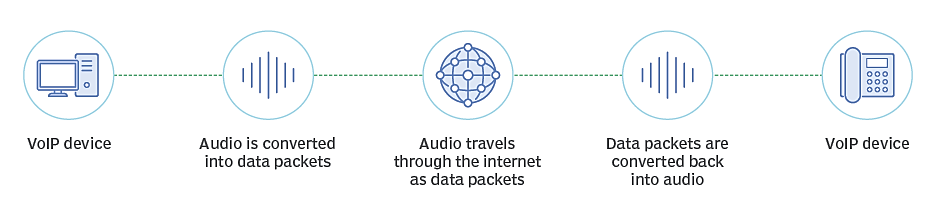 VoIP device
Audio is converted
into data packets
Audio travels
through the internet
as data packets
Data packets are
converted back
into audio
VoIP device